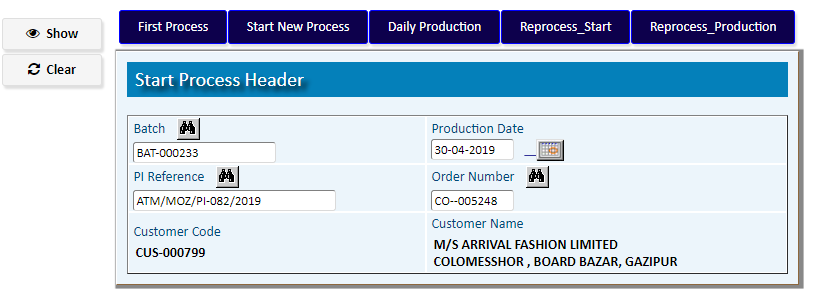 First Process Start New Process Daily Production Reprocess_Start Reprocess_Production
Show
Clear
Start Process Header
Batch
BAT-000233
Production Date
30-04-2019
PI Reference
ATM/MOZ/PI-082/2019
Order Number
CO--005248
Customer Code
CUS-000799
Customer Name
M/S ARRIVAL FASHION LIMITED
COLOMESSHOR , BOARD BAZAR, GAZIPUR